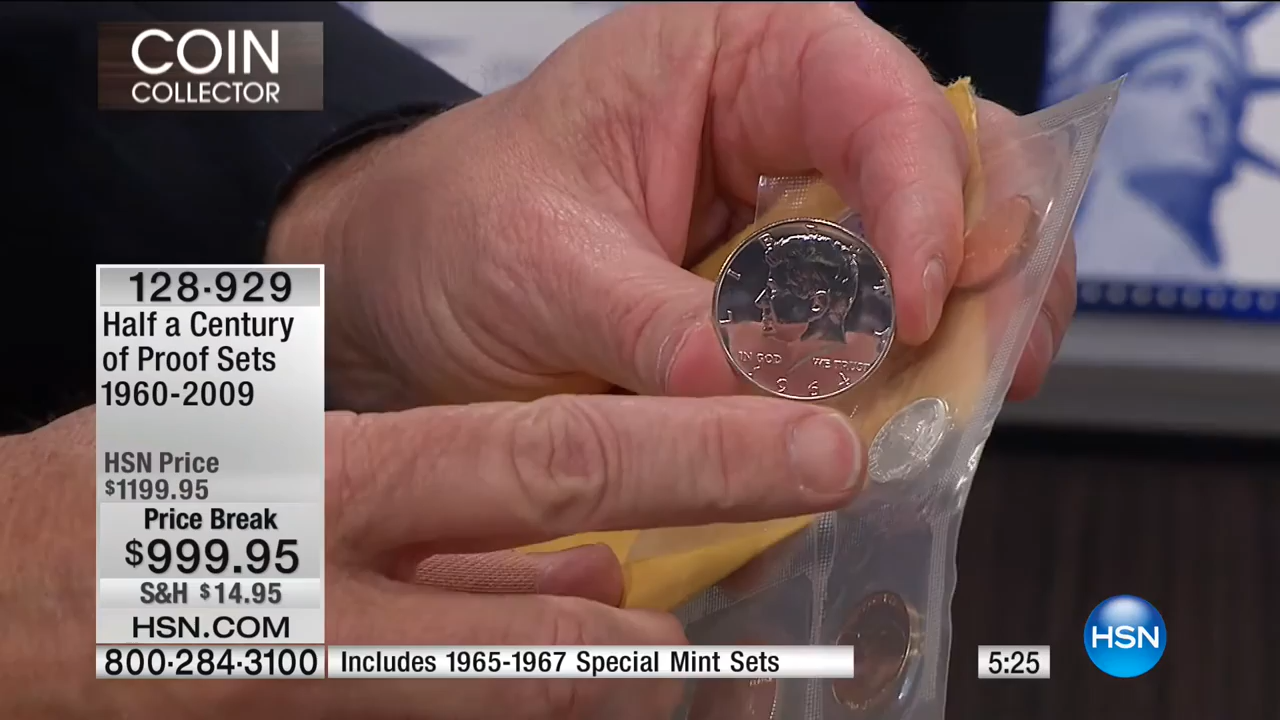 COIN
COLLECTOR
LIBERTY
IN GOD WE TRUST
1964
128-929
Half a Century
of Proof Sets
1960-2009
HSN Price
$1199.95
Price Break
$999.95
S&H $14.95
HSN.COM
800·284·3100
Includes 1965-1967 Special Mint Sets
5:25
HSN